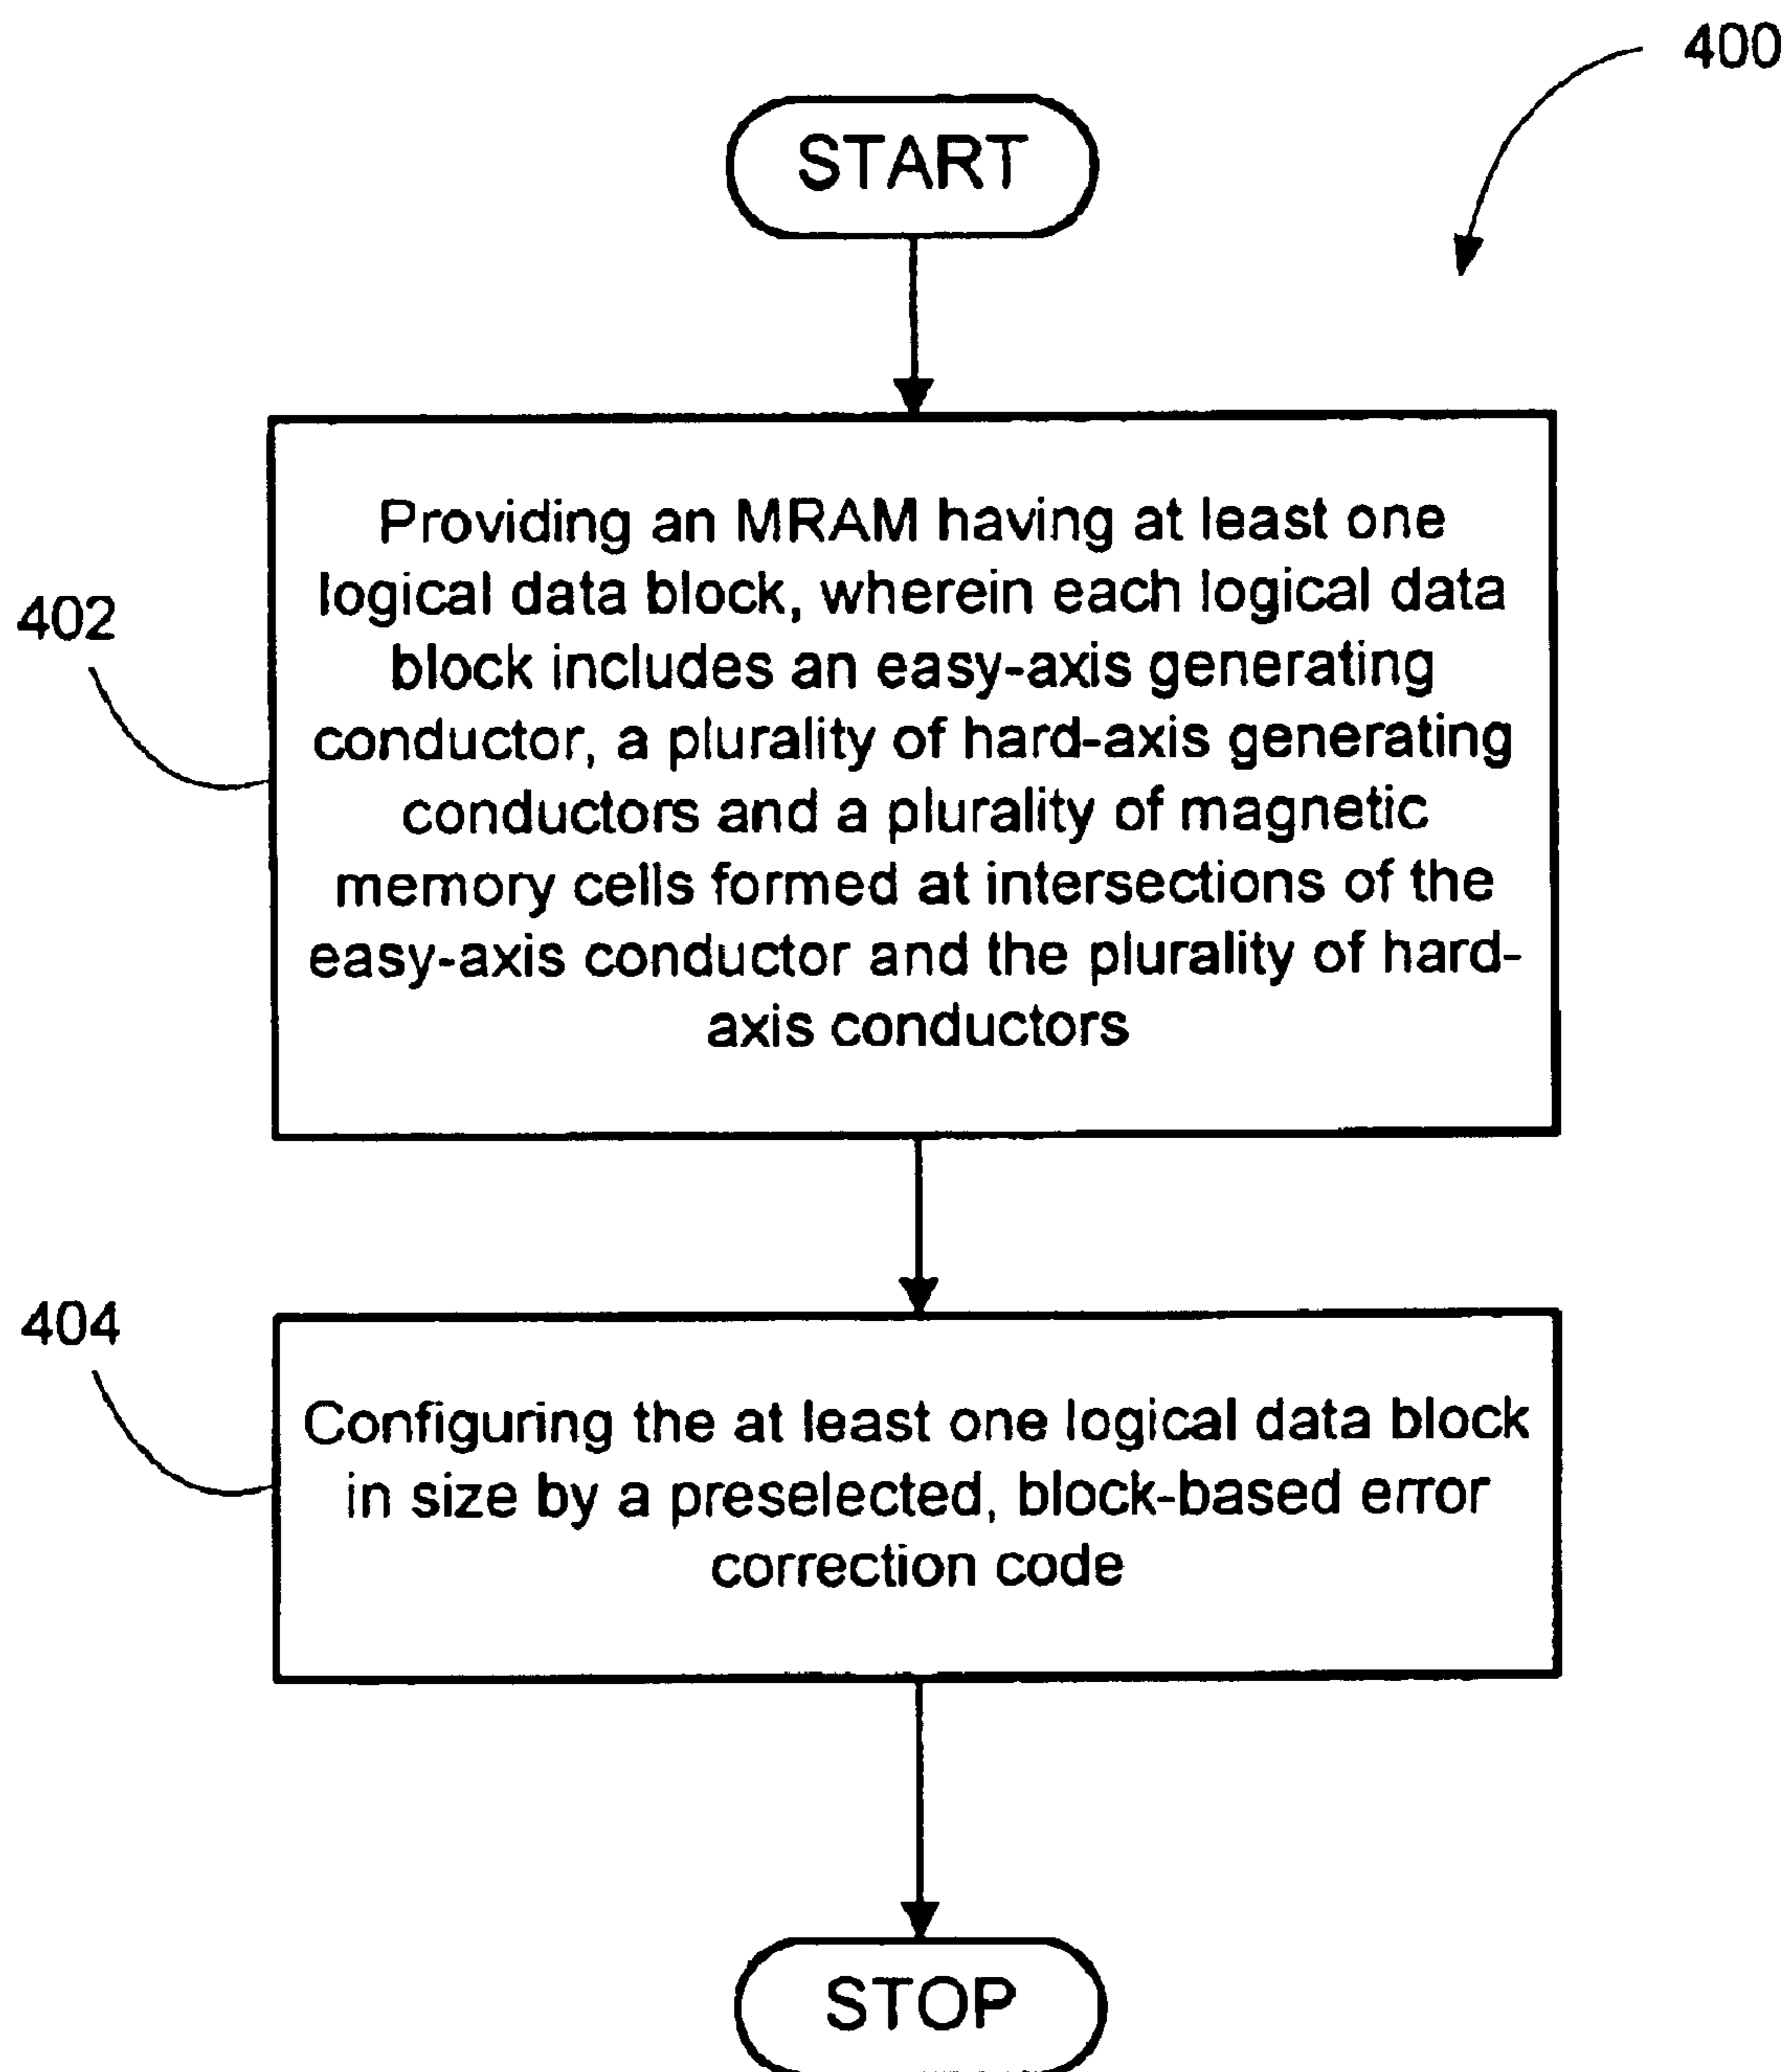 400
START
402
Providing an MRAM having at least one
logical data block, wherein each logical data
block includes an easy-axis generating
conductor, a plurality of hard-axis generating
conductors and a plurality of magnetic
memory cells formed at intersections of the
easy-axis conductor and the plurality of hard-
axis conductors
404
Configuring the at least one logical data block
in size by a preselected, block-based error
correction code
STOP